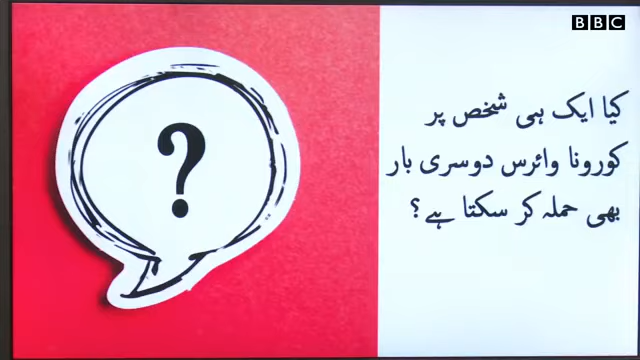 BBC
?
کیا ایک ہی شخص پر
کورونا وائرس دوسری بار
بھی حملہ کر سکتا ہے؟